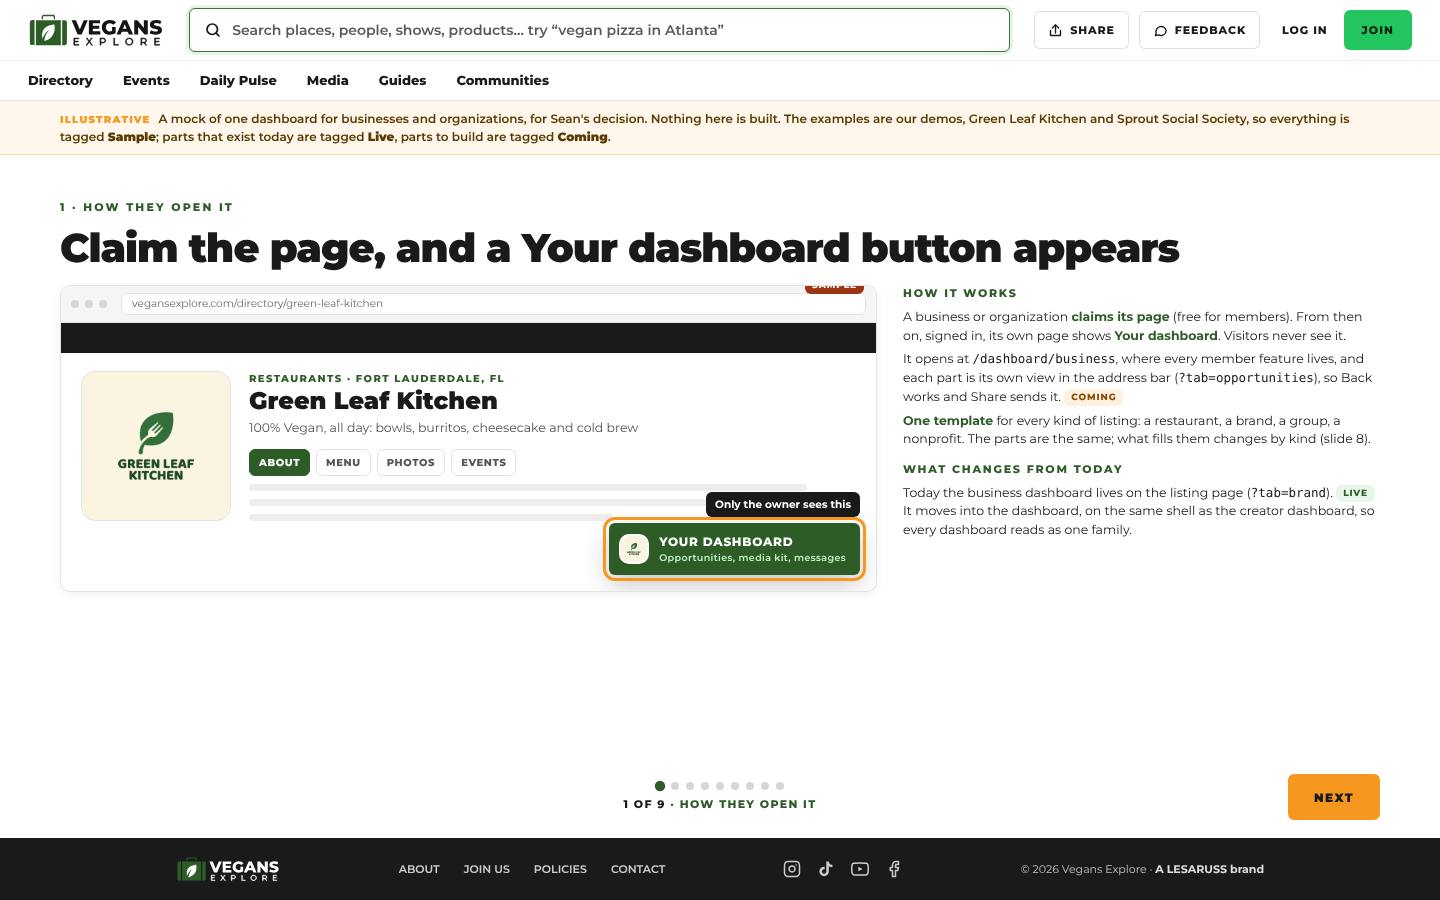 VEGANS
EXPLORE
Search places, people, shows, products... try “vegan pizza in Atlanta”
SHARE
FEEDBACK
LOG IN
JOIN
Directory
Events
Daily Pulse
Media
Guides
Communities
ILLUSTRATIVE A mock of one dashboard for businesses and organizations, for Sean's decision. Nothing here is built. The examples are our demos, Green Leaf Kitchen and Sprout Social Society, so everything is
tagged Sample; parts that exist today are tagged Live, parts to build are tagged Coming.
1 · HOW THEY OPEN IT
Claim the page, and a Your dashboard button appears
vegansexplore.com/directory/green-leaf-kitchen
GREEN LEAF
KITCHEN
RESTAURANTS · FORT LAUDERDALE, FL
Green Leaf Kitchen
100% Vegan, all day: bowls, burritos, cheesecake and cold brew
ABOUT
MENU
PHOTOS
EVENTS
Only the owner sees this
YOUR DASHBOARD
Opportunities, media kit, messages
HOW IT WORKS
A business or organization claims its page (free for members). From then
on, signed in, its own page shows Your dashboard. Visitors never see it.
It opens at /dashboard/business, where every member feature lives, and
each part is its own view in the address bar (?tab=opportunities), so Back
works and Share sends it. COMING
One template for every kind of listing: a restaurant, a brand, a group, a
nonprofit. The parts are the same; what fills them changes by kind (slide 8).
WHAT CHANGES FROM TODAY
Today the business dashboard lives on the listing page (?tab=brand). LIVE
It moves into the dashboard, on the same shell as the creator dashboard, so
every dashboard reads as one family.
1 OF 9 · HOW THEY OPEN IT
NEXT
VEGANS
EXPLORE
ABOUT
JOIN US
POLICIES
CONTACT
© 2026 Vegans Explore · A LESARUSS brand